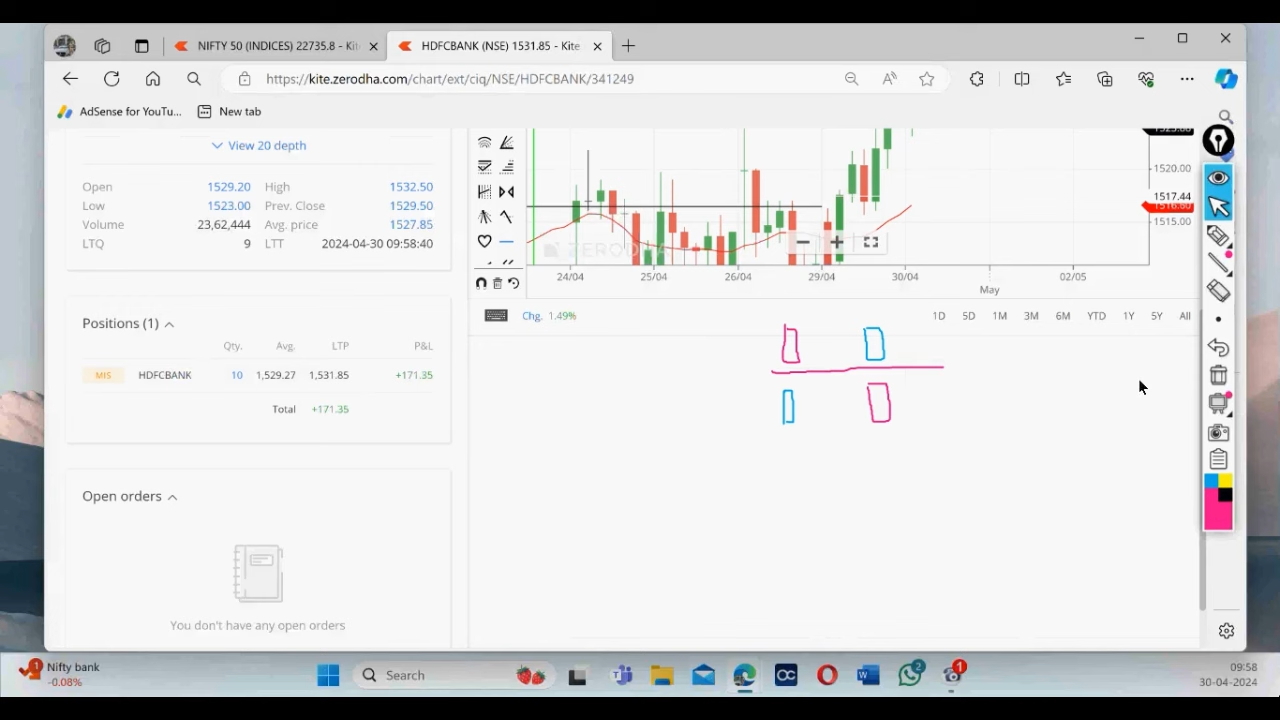 NIFTY 50 (INDICES) 22735.8 - Kit
HDFCBANK (NSE) 1531.85 - Kite
https://kite.zerodha.com/chart/ext/ciq/NSE/HDFCBANK/341249
AdSense for YouTu...
New tab
View 20 depth
Open 1529.20 High 1532.50
Low 1523.00 Prev. Close 1529.50
Volume 23,62,444 Avg. price 1527.85
LTQ 9 LTT 2024-04-30 09:58:40
Positions (1)
Qty. Avg. LTP P&L
MIS HDFCBANK 10 1,529.27 1,531.85 +171.35
Total +171.35
Open orders
You don't have any open orders
1520.00
1517.44
1515.00
ZERODHA
24/04 25/04 26/04 29/04 30/04 02/05
May
Chg. 1.49%
1D 5D 1M 3M 6M YTD 1Y 5Y All
Nifty bank
-0.08%
Search
09:58
30-04-2024